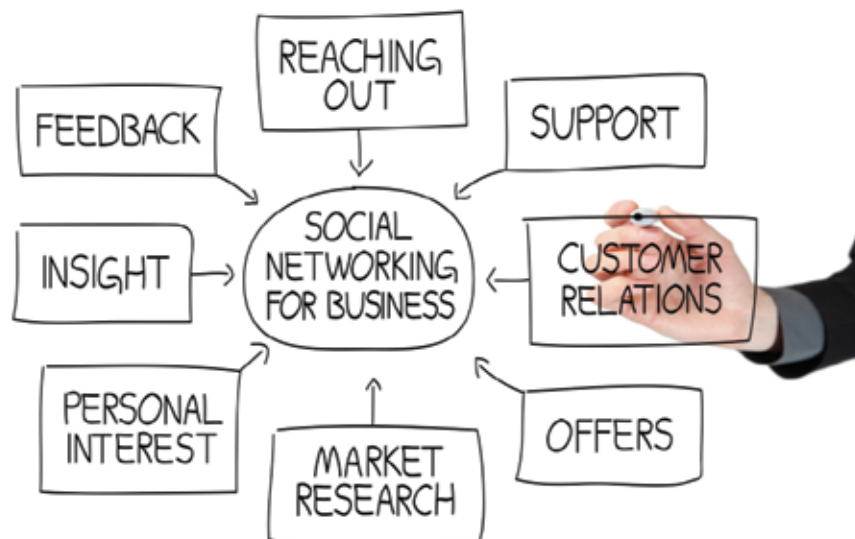 REACHING
OUT
FEEDBACK
SUPPORT
SOCIAL
NETWORKING
FOR BUSINESS
INSIGHT
CUSTOMER
RELATIONS
PERSONAL
INTEREST
OFFERS
MARKET
RESEARCH